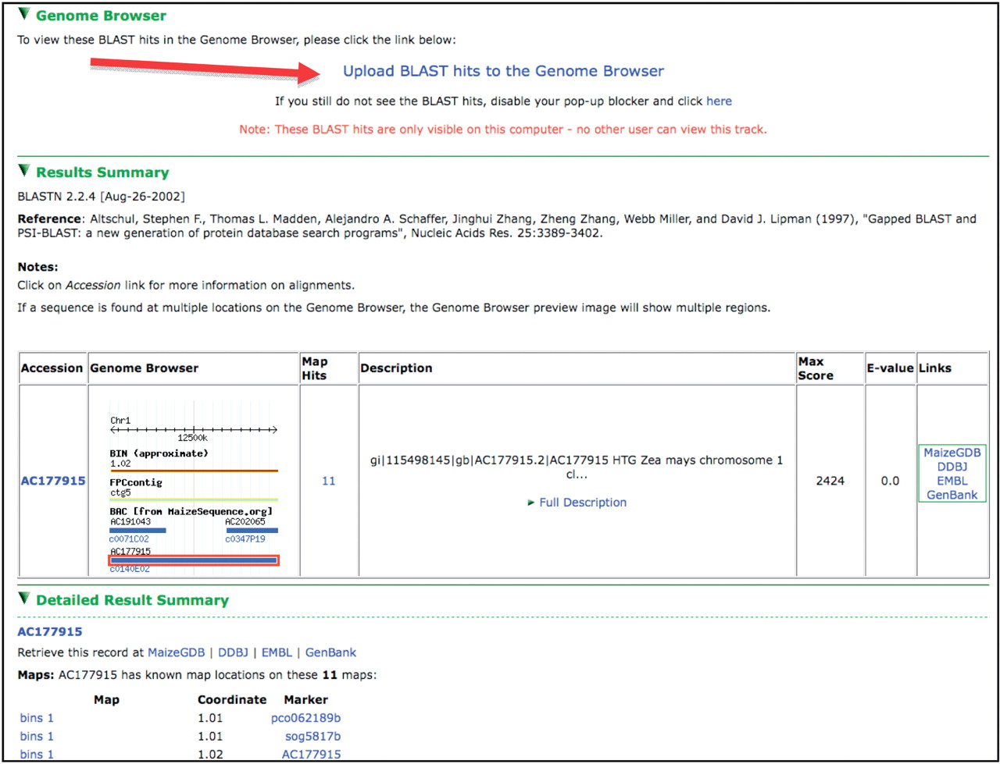 Genome Browser
To view these BLAST hits in the Genome Browser, please click the link below:
Upload BLAST hits to the Genome Browser
If you still do not see the BLAST hits, disable your pop-up blocker and click here
Note: These BLAST hits are only visible on this computer - no other user can view this track.
Results Summary
BLASTN 2.2.4 [Aug-26-2002]
Reference: Altschul, Stephen F., Thomas L. Madden, Alejandro A. Schaffer, Jinghui Zhang, Zheng Zhang, Webb Miller, and David J. Lipman (1997), "Gapped BLAST and
PSI-BLAST: a new generation of protein database search programs", Nucleic Acids Res. 25:3389-3402.
Notes:
Click on Accession link for more information on alignments.
If a sequence is found at multiple locations on the Genome Browser, the Genome Browser preview image will show multiple regions.
Accession Genome Browser Map Hits Description Max Score E-value Links
AC177915
Chr1
12500k
BIN (approximate)
1.02
FPCcontig
ctg5
BAC [from MaizeSequence.org]
AC191043 AC202065
c0071C02 c0347P19
AC177915
c0140E02
11
gi|115498145|gb|AC177915.2|AC177915 HTG Zea mays chromosome 1
cl...
Full Description
2424
0.0
MaizeGDB
DDBJ
EMBL
GenBank
Detailed Result Summary
AC177915
Retrieve this record at MaizeGDB | DDBJ | EMBL | GenBank
Maps: AC177915 has known map locations on these 11 maps:
Map Coordinate Marker
bins 1 1.01 pco062189b
bins 1 1.01 sog5817b
bins 1 1.02 AC177915